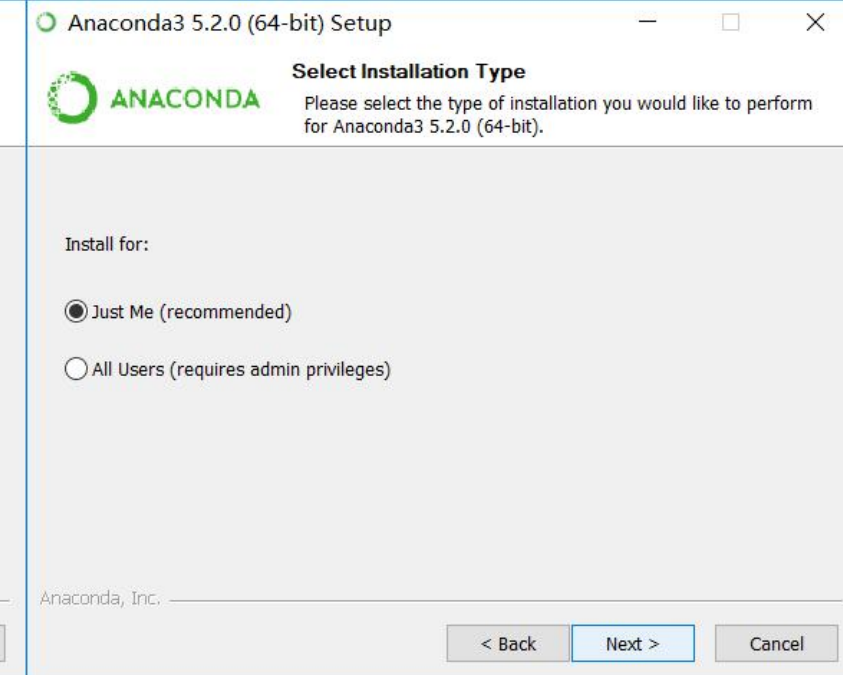 Anaconda3 5.2.0 (64-bit) Setup
ANACONDA
Select Installation Type
Please select the type of installation you would like to perform
for Anaconda3 5.2.0 (64-bit).
Install for:
Just Me (recommended)
All Users (requires admin privileges)
Anaconda, Inc.
< Back
Next >
Cancel